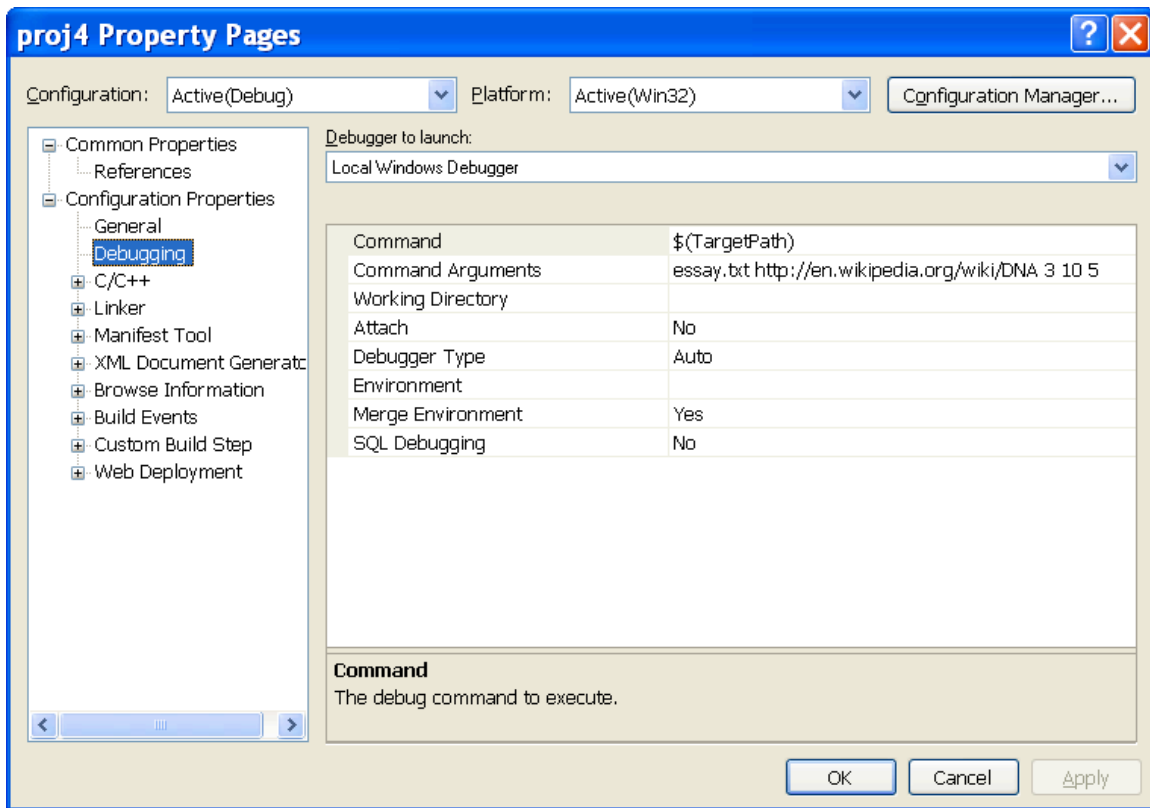 proj4 Property Pages
Configuration: Active(Debug) Platform: Active(Win32) Configuration Manager...
Common Properties
References
Configuration Properties
General
Debugging
C/C++
Linker
Manifest Tool
XML Document Generatc
Browse Information
Build Events
Custom Build Step
Web Deployment
Debugger to launch:
Local Windows Debugger
Command $(TargetPath)
Command Arguments essay.txt http://en.wikipedia.org/wiki/DNA 3 10 5
Working Directory
Attach No
Debugger Type Auto
Environment
Merge Environment Yes
SQL Debugging No
Command
The debug command to execute.
OK Cancel Apply